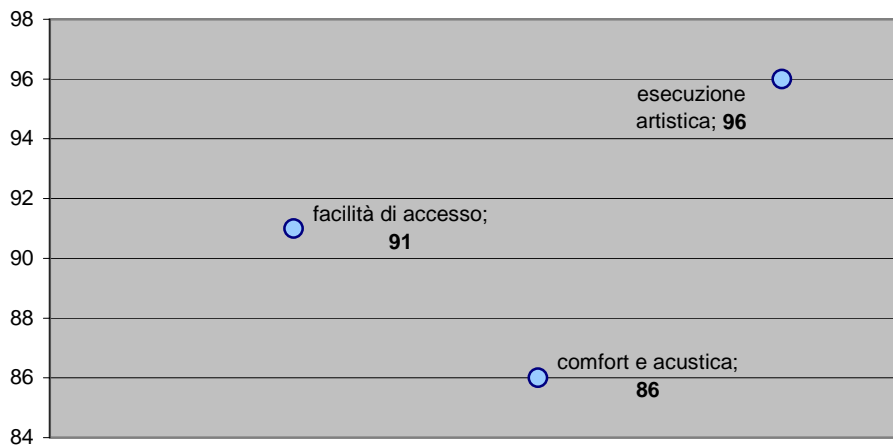 98
96
esecuzione
artistica; 96
94
92
facilità di accesso;
91
90
88
comfort e acustica;
86
86
84